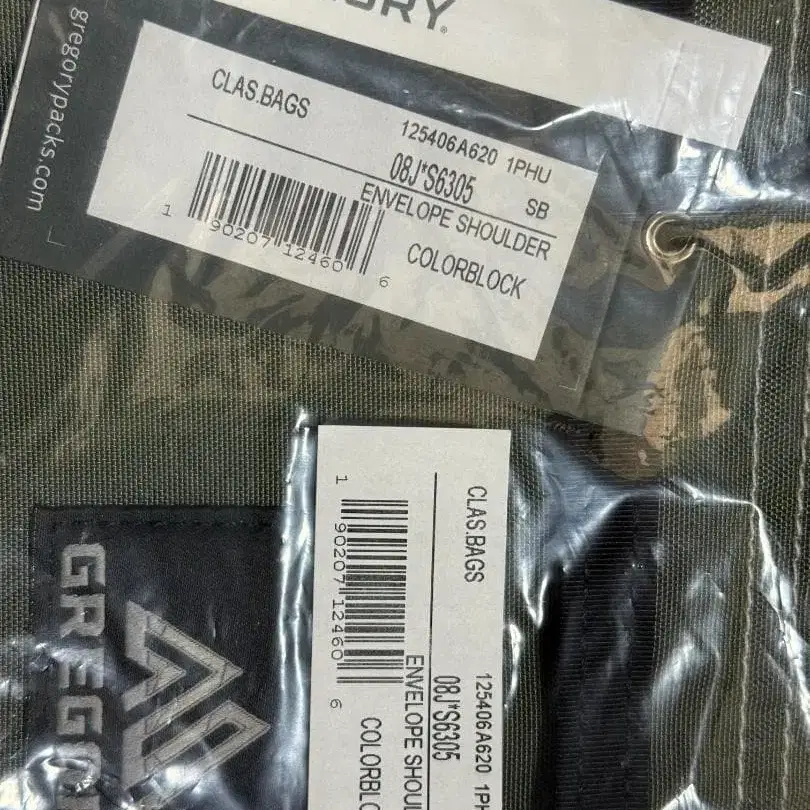 ORY
gregorypacks.com
CLAS.BAGS
125406A620 1PHU
08J*S6305 SB
ENVELOPE SHOULDER
COLORBLOCK
1 90207 12460 6
CLAS.BAGS
125406A620 1PH
08J*S6305
ENVELOPE SHOUL
COLORBLO
1 90207 12460 6
GREGO